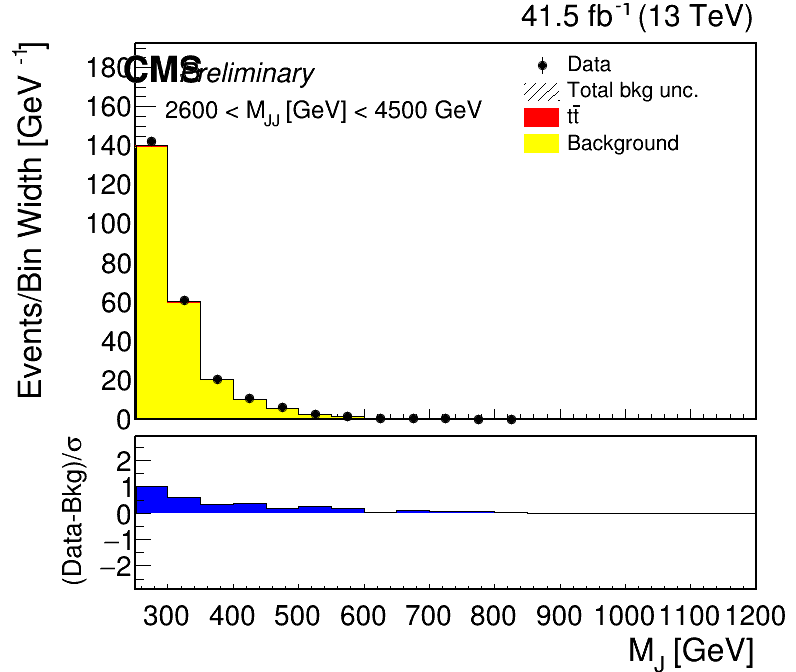 41.5 fb-1 (13 TeV)
CMS Preliminary
2600 < MJJ [GeV] < 4500 GeV
Data
Total bkg unc.
tt̄
Background
Events/Bin Width [GeV-1]
180
160
140
120
100
80
60
40
20
0
(Data-Bkg)/σ
2
1
0
−1
−2
300 400 500 600 700 800 900 1000 1100 1200
MJ [GeV]